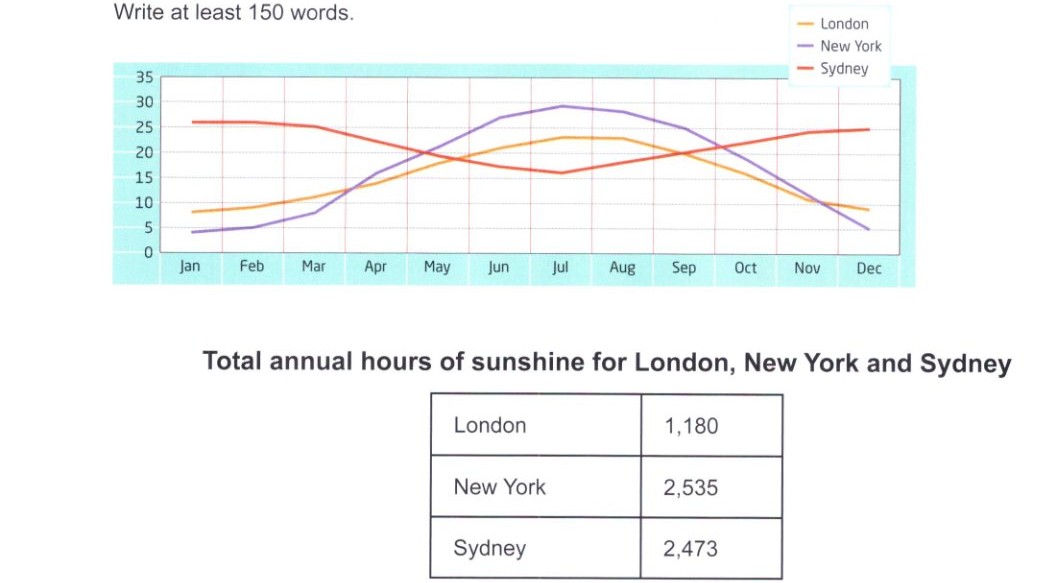 Write at least 150 words.
London
New York
Sydney
35
30
25
20
15
10
5
0
Jan Feb Mar Apr May Jun Jul Aug Sep Oct Nov Dec
Total annual hours of sunshine for London, New York and Sydney
London 1,180
New York 2,535
Sydney 2,473